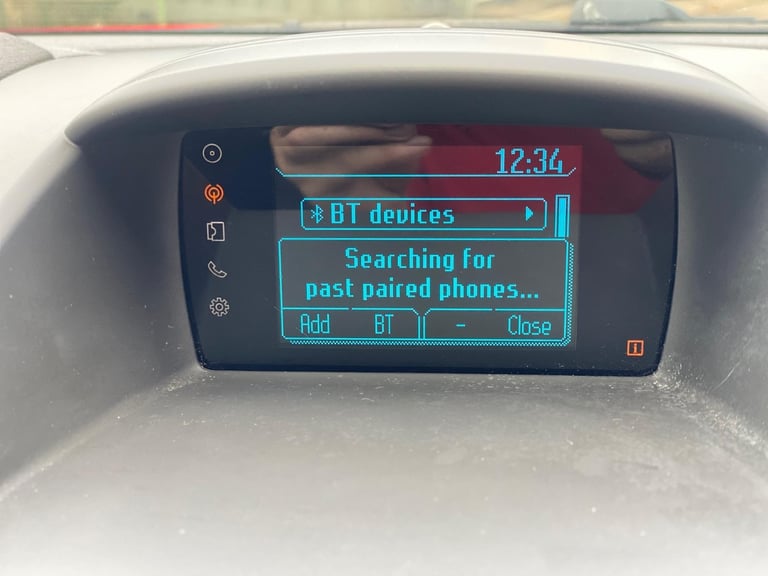 12:34
BT devices
Searching for
past paired phones...
Add BT - Close
i